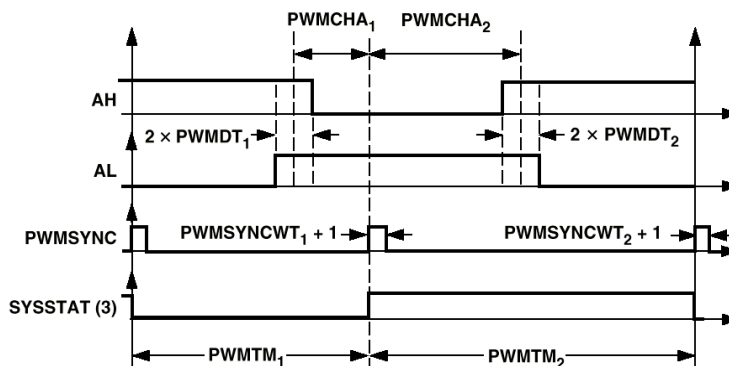 PWMCHA1
PWMCHA2
AH
2 × PWMDT1
2 × PWMDT2
AL
PWMSYNC
PWMSYNCWT1 + 1
PWMSYNCWT2 + 1
SYSSTAT (3)
PWMTM1
PWMTM2